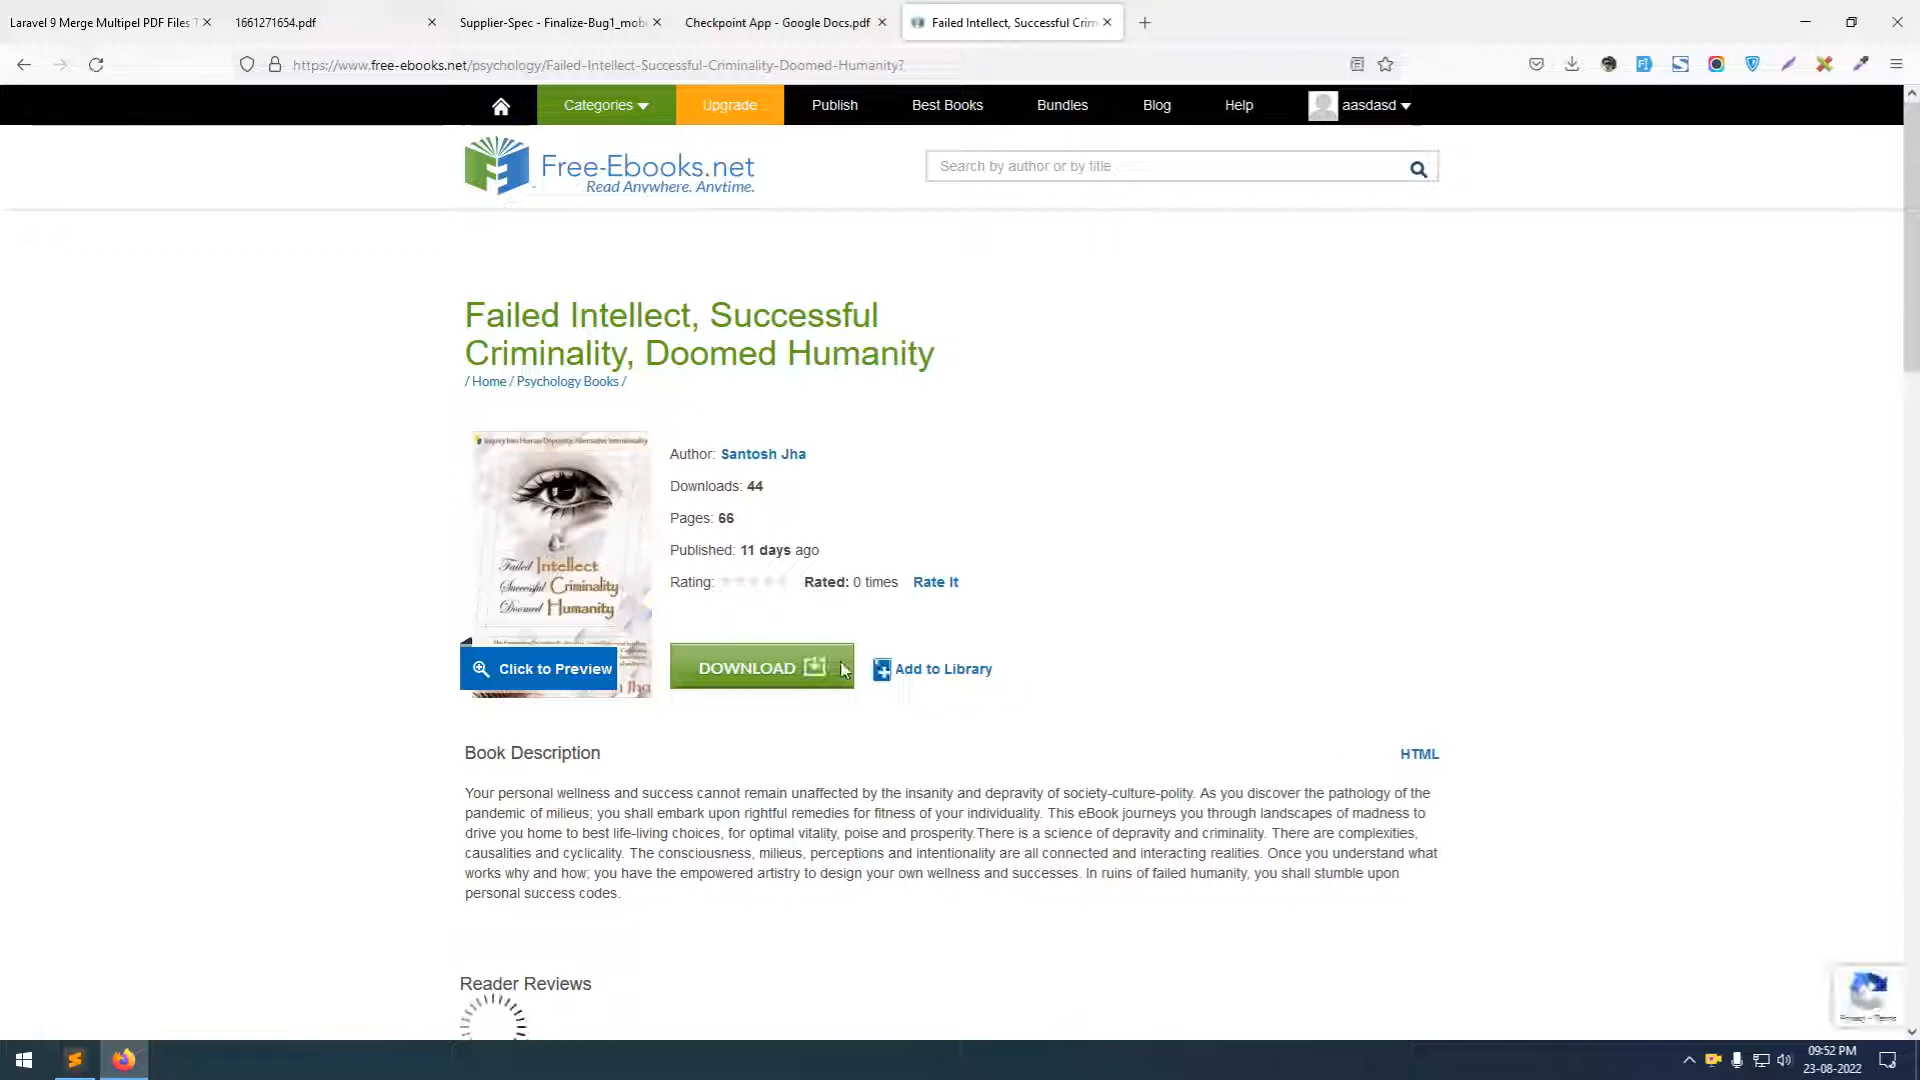 Laravel 9 Merge Multipel PDF Files T
1661271654.pdf
Supplier-Spec - Finalize-Bug1_mob
Checkpoint App - Google Docs.pdf
Failed Intellect, Successful Crim
https://www.free-ebooks.net/psychology/Failed-Intellect-Successful-Criminality-Doomed-Humanity?
Categories
Upgrade
Publish
Best Books
Bundles
Blog
Help
aasdasd
Free-Ebooks.net
Read Anywhere. Anytime.
Search by author or by title
Failed Intellect, Successful
Criminality, Doomed Humanity
/ Home / Psychology Books /
Inquiry Into Human Depravity, Alternative Intentionality
Failed Intellect
Successful Criminality
Doomed Humanity
Jha
Click to Preview
Author: Santosh Jha
Downloads: 44
Pages: 66
Published: 11 days ago
Rating:
Rated: 0 times
Rate It
DOWNLOAD
Add to Library
Book Description
HTML
Your personal wellness and success cannot remain unaffected by the insanity and depravity of society-culture-polity. As you discover the pathology of the
pandemic of milieus; you shall embark upon rightful remedies for fitness of your individuality. This eBook journeys you through landscapes of madness to
drive you home to best life-living choices, for optimal vitality, poise and prosperity.There is a science of depravity and criminality. There are complexities,
causalities and cyclicality. The consciousness, milieus, perceptions and intentionality are all connected and interacting realities. Once you understand what
works why and how; you have the empowered artistry to design your own wellness and successes. In ruins of failed humanity, you shall stumble upon
personal success codes.
Reader Reviews
Privacy - Terms
09:52 PM
23-08-2022